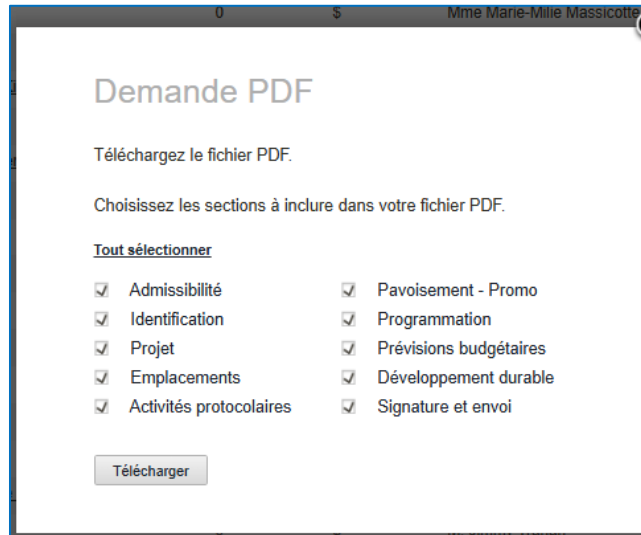 0 $ Mme Marie-Milie Massicotte
Demande PDF
Téléchargez le fichier PDF.
Choisissez les sections à inclure dans votre fichier PDF.
Tout sélectionner
Admissibilité
Identification
Projet
Emplacements
Activités protocolaires
Pavoisement - Promo
Programmation
Prévisions budgétaires
Développement durable
Signature et envoi
Télécharger